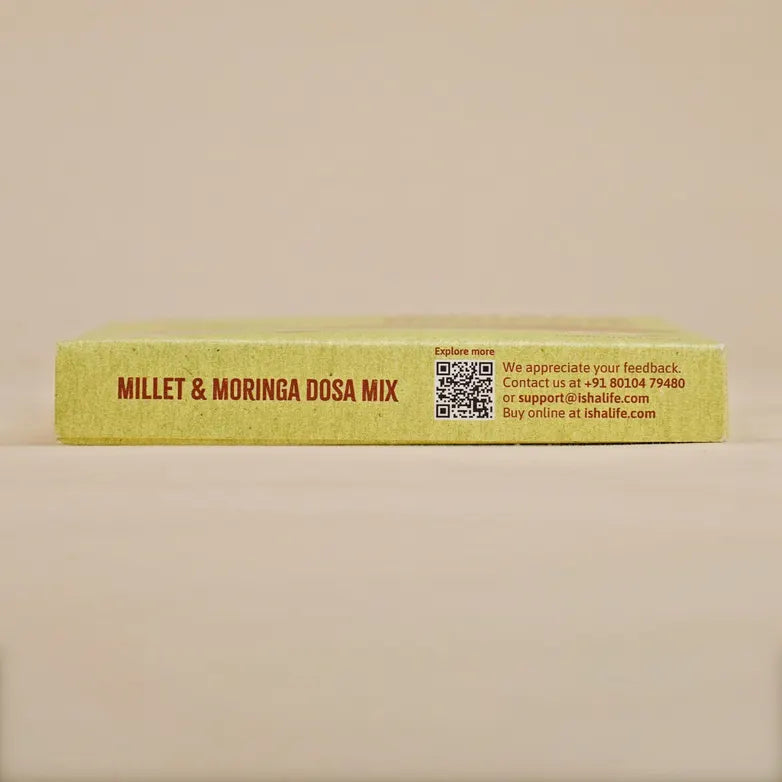 MILLET & MORINGA DOSA MIX
Explore more
We appreciate your feedback.
Contact us at +91 80104 79480
or support@ishalife.com
Buy online at ishalife.com